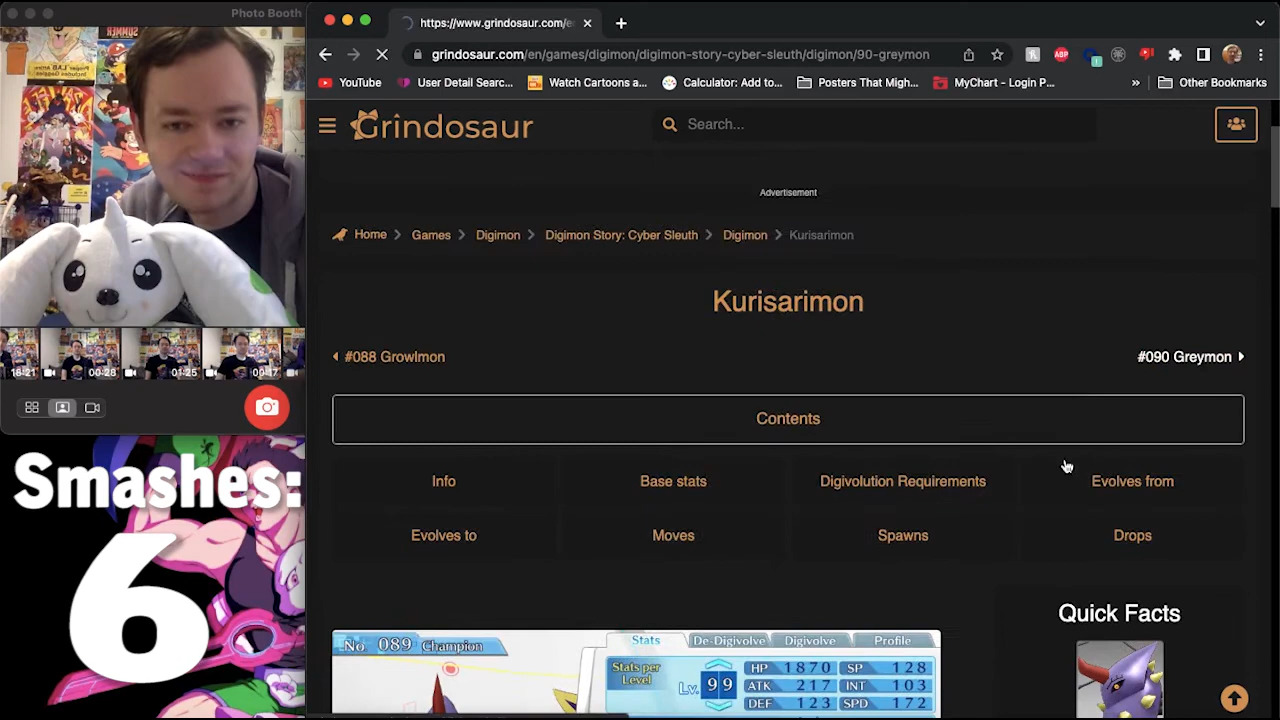 Photo Booth
https://www.grindosaur.com/e
grindosaur.com/en/games/digimon/digimon-story-cyber-sleuth/digimon/90-greymon
ABP
1
YouTube
User Detail Searc...
Watch Cartoons a...
Calculator: Add to...
Posters That Migh...
MyChart - Login P...
»
Other Bookmarks
Grindosaur
Search...
Advertisement
Home
Games
Digimon
Digimon Story: Cyber Sleuth
Digimon
Kurisarimon
Kurisarimon
#088 Growlmon
#090 Greymon
Contents
Info
Base stats
Digivolution Requirements
Evolves from
Evolves to
Moves
Spawns
Drops
Quick Facts
No. 089 Champion
Stats
De-Digivolve
Digivolve
Profile
Stats per
Level
Lv. 99
HP 1870 SP 128
ATK 217 INT 103
DEF 123 SPD 172
16:21
00:28
01:25
00:17
Smashes:
6